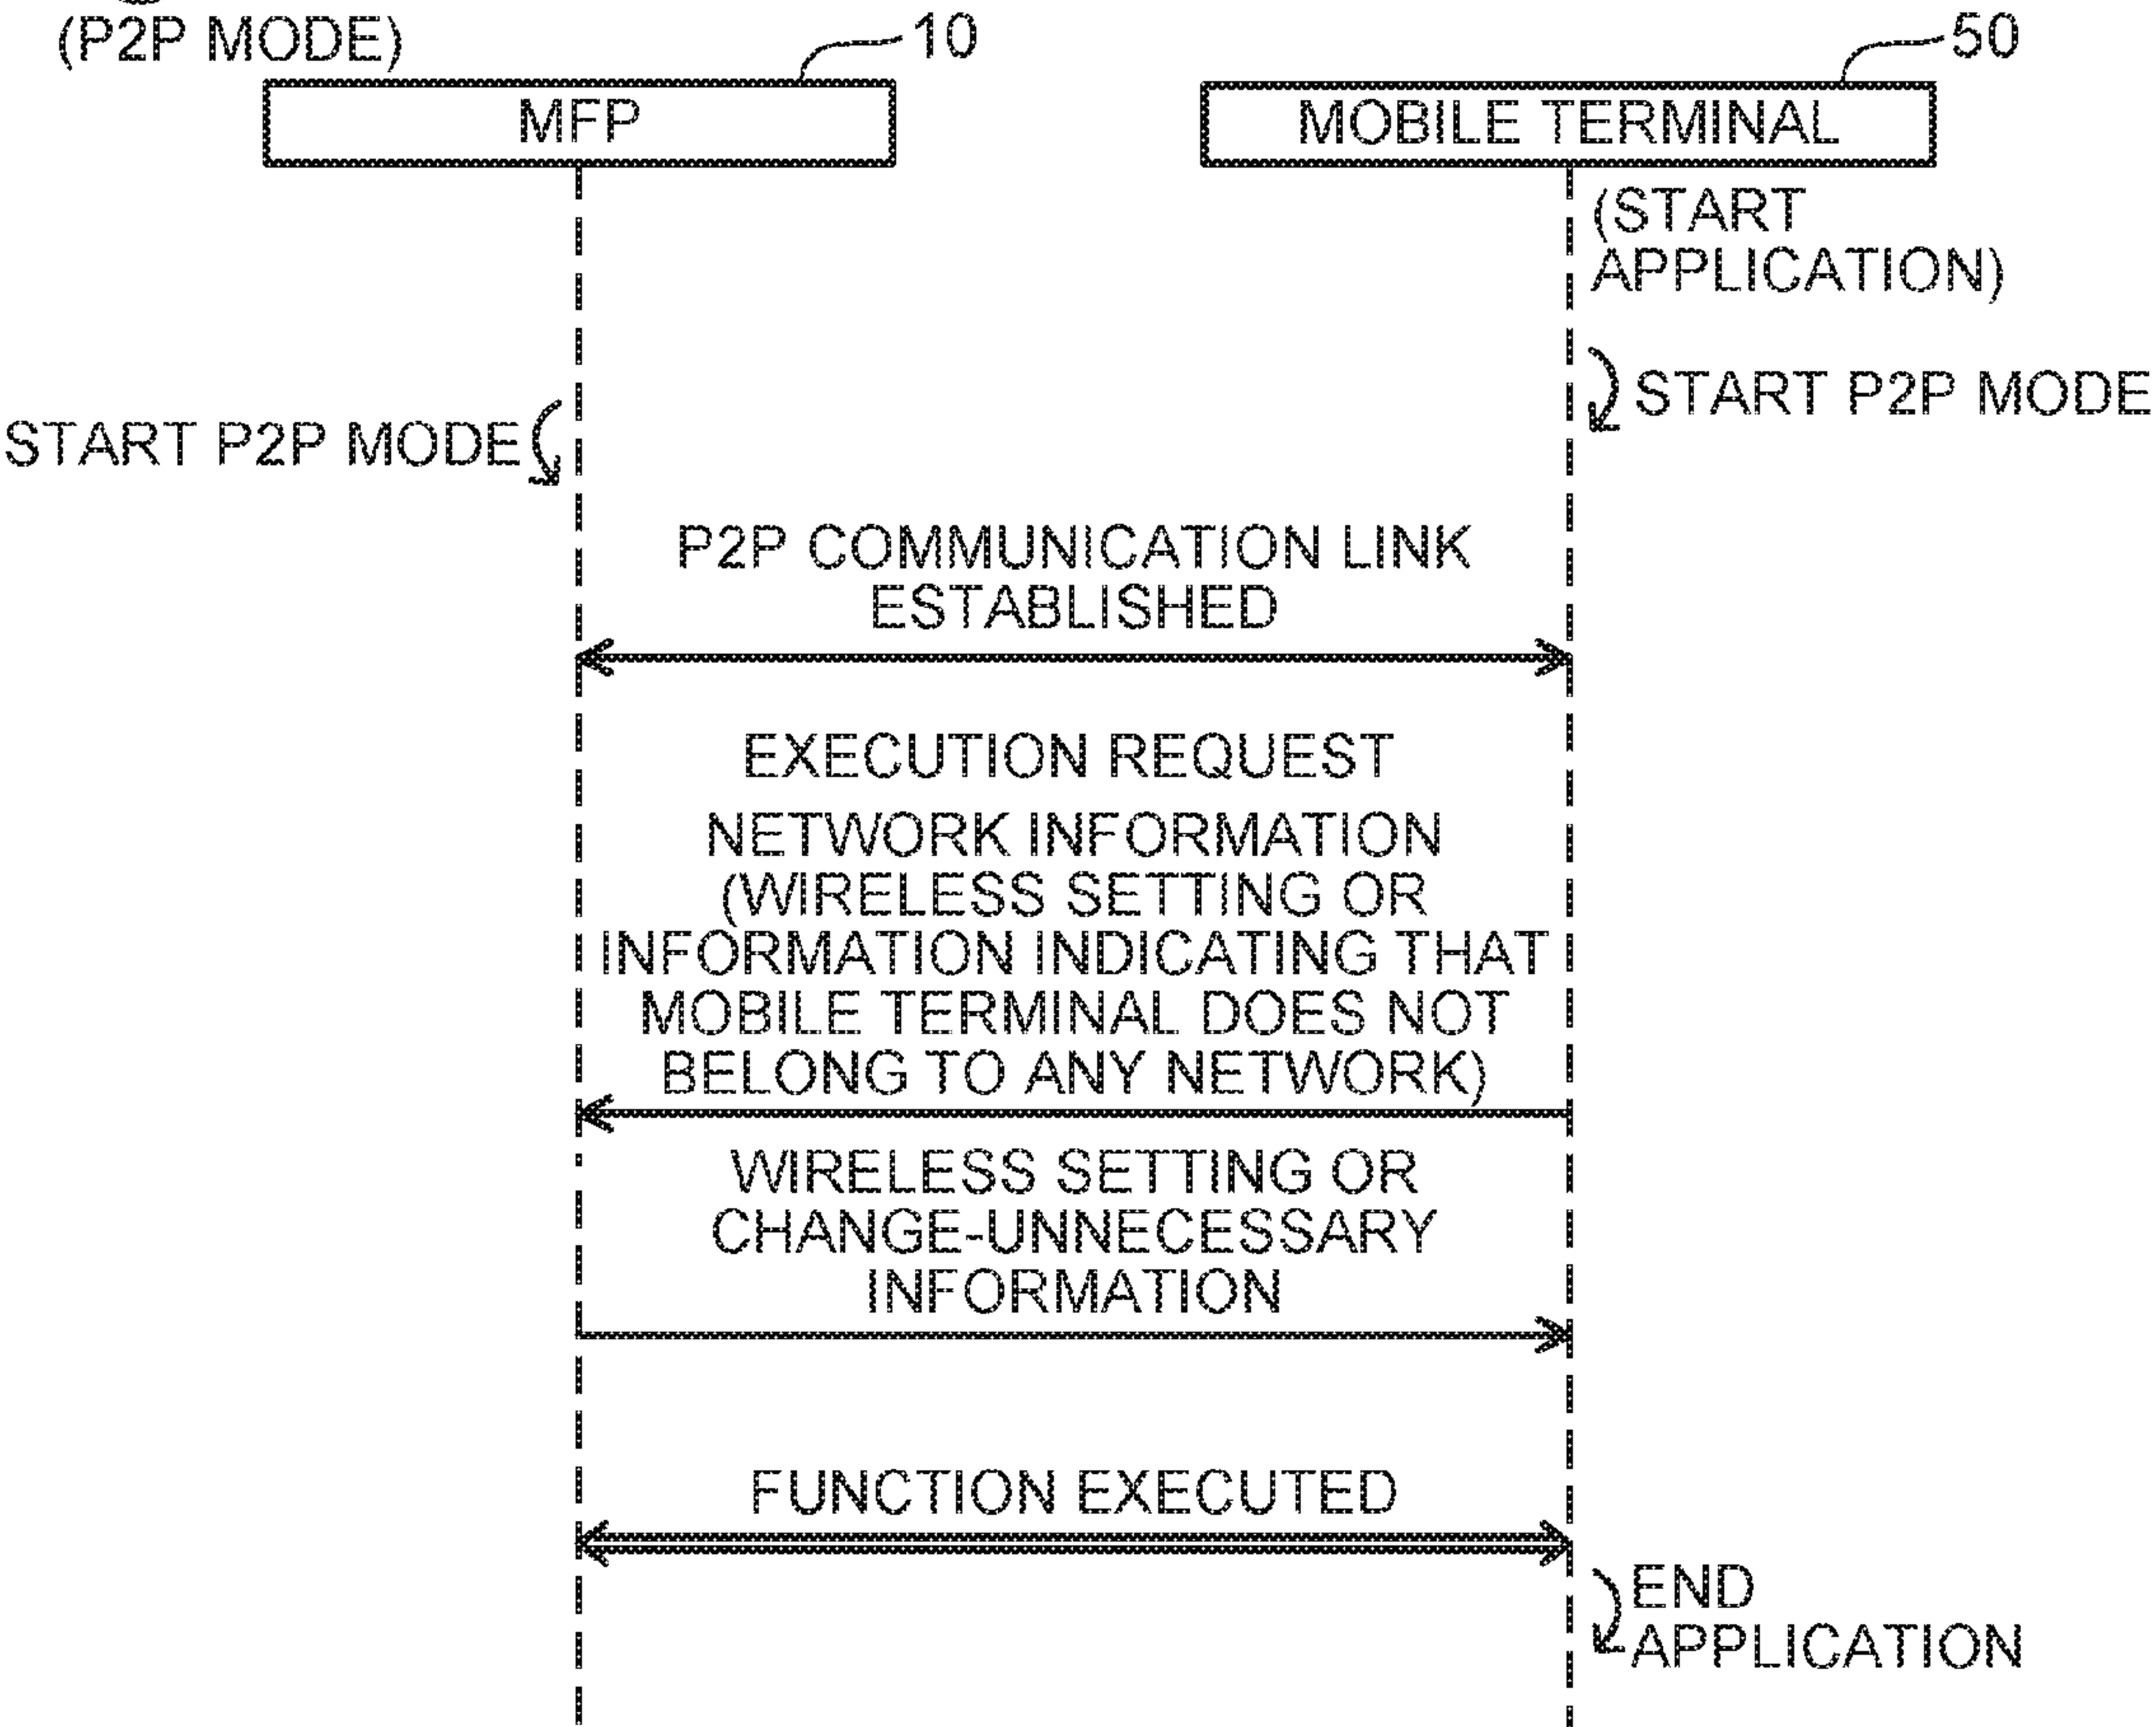 (P2P MODE)
10
50
MFP
MOBILE TERMINAL
(START
APPLICATION)
START P2P MODE
START P2P MODE
P2P COMMUNICATION LINK
ESTABLISHED
EXECUTION REQUEST
NETWORK INFORMATION
(WIRELESS SETTING OR
INFORMATION INDICATING THAT
MOBILE TERMINAL DOES NOT
BELONG TO ANY NETWORK)
WIRELESS SETTING OR
CHANGE-UNNECESSARY
INFORMATION
FUNCTION EXECUTED
END
APPLICATION